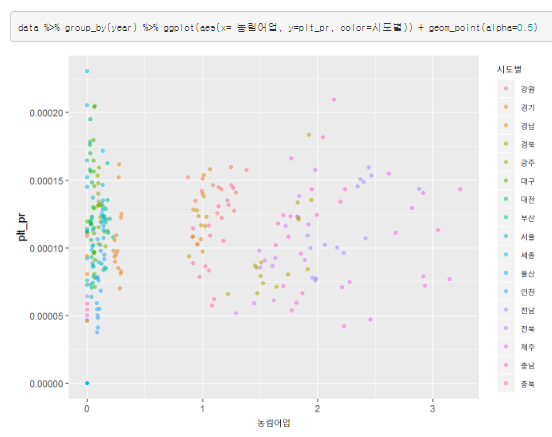 data %>% group_by(year) %>% ggplot(aes(x= 농림어업, y=plt_pr, color=시도별)) + geom_point(alpha=0.5)
시도별
강원
경기
경남
경북
광주
대구
대전
부산
서울
세종
울산
인천
전남
전북
제주
충남
충북
plt_pr
0.00020
0.00015
0.00010
0.00005
0.00000
0
1
2
3
농림어업